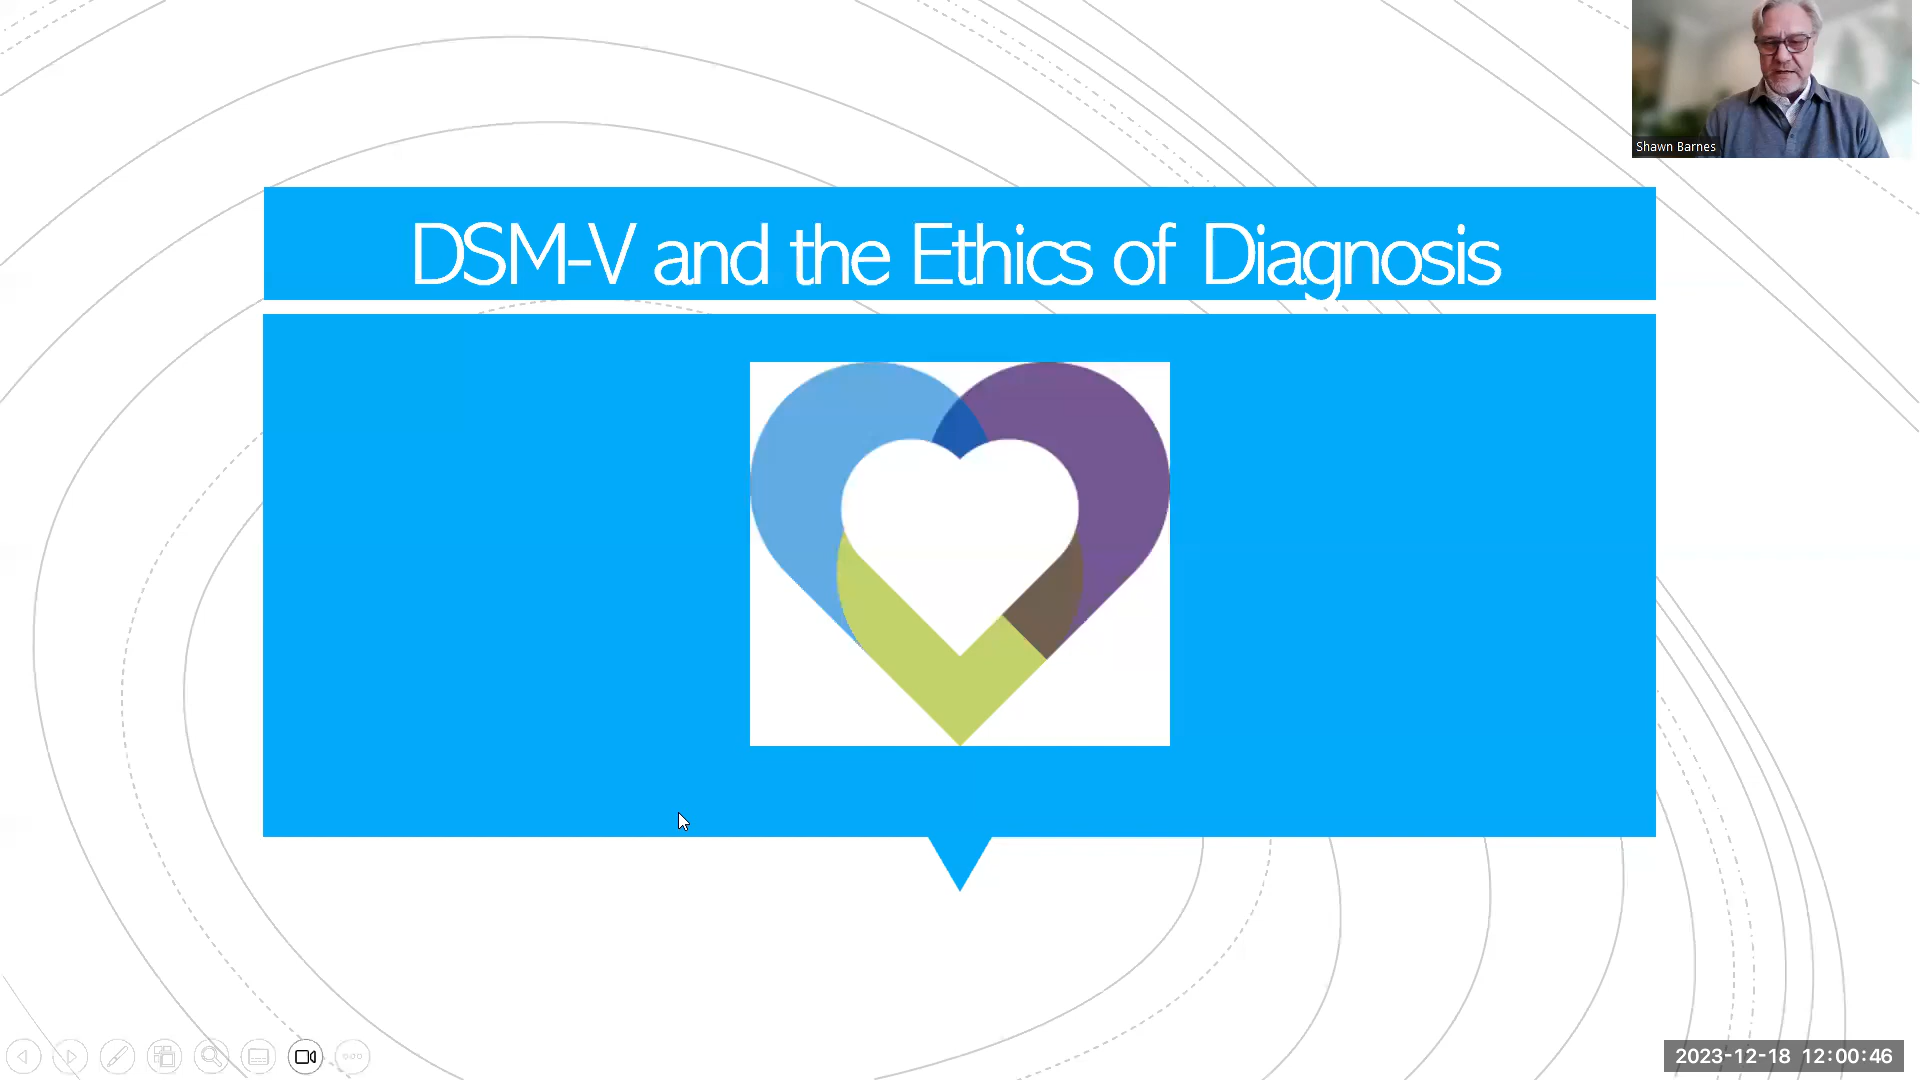 Shawn Barnes
DSM-V and the Ethics of Diagnosis
2023-12-18 12:00:46